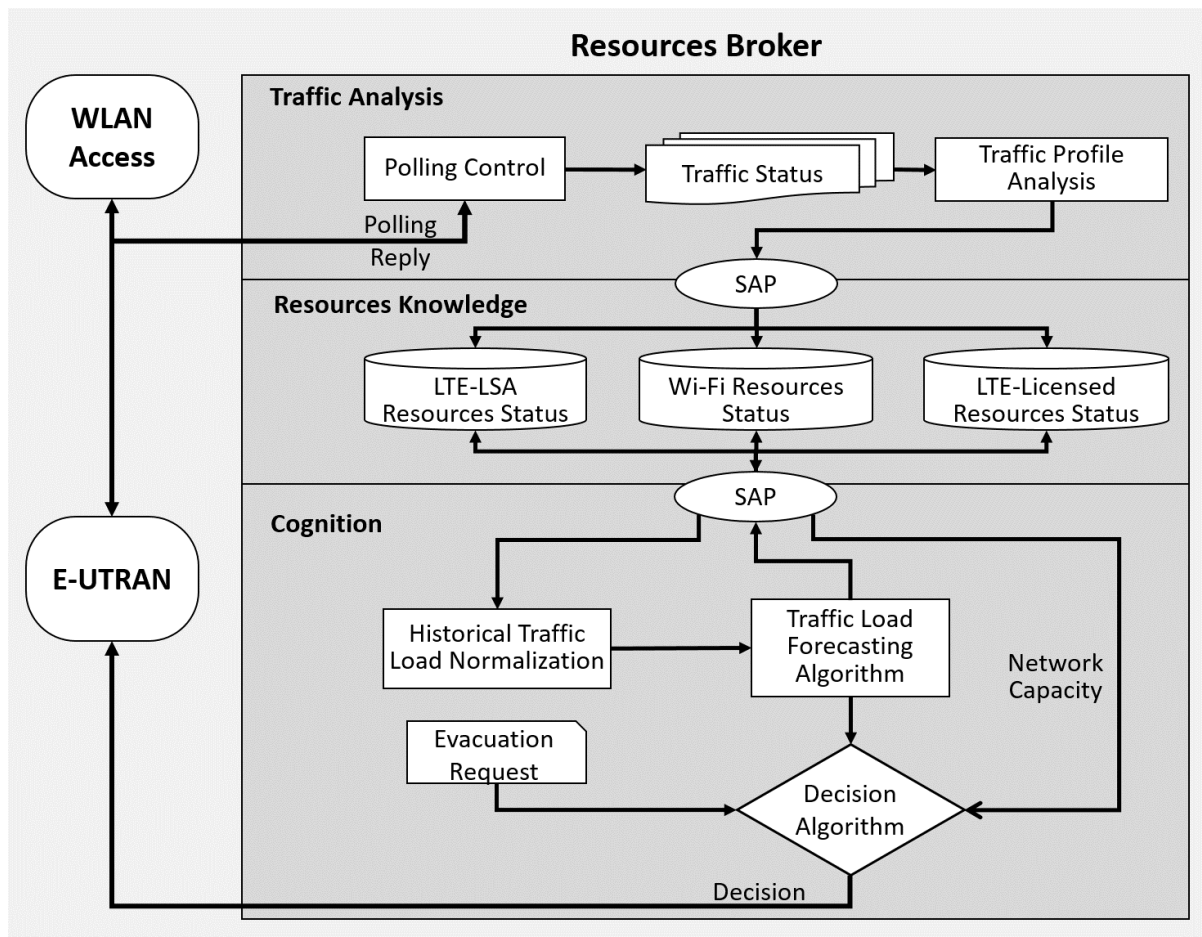 Resources Broker
WLAN
Access
Traffic Analysis
Polling Control
Traffic Status
Traffic Profile
Analysis
Polling
Reply
SAP
Resources Knowledge
LTE-LSA
Resources Status
Wi-Fi Resources
Status
LTE-Licensed
Resources Status
SAP
Cognition
E-UTRAN
Historical Traffic
Load Normalization
Traffic Load
Forecasting
Algorithm
Network
Capacity
Evacuation
Request
Decision
Algorithm
Decision